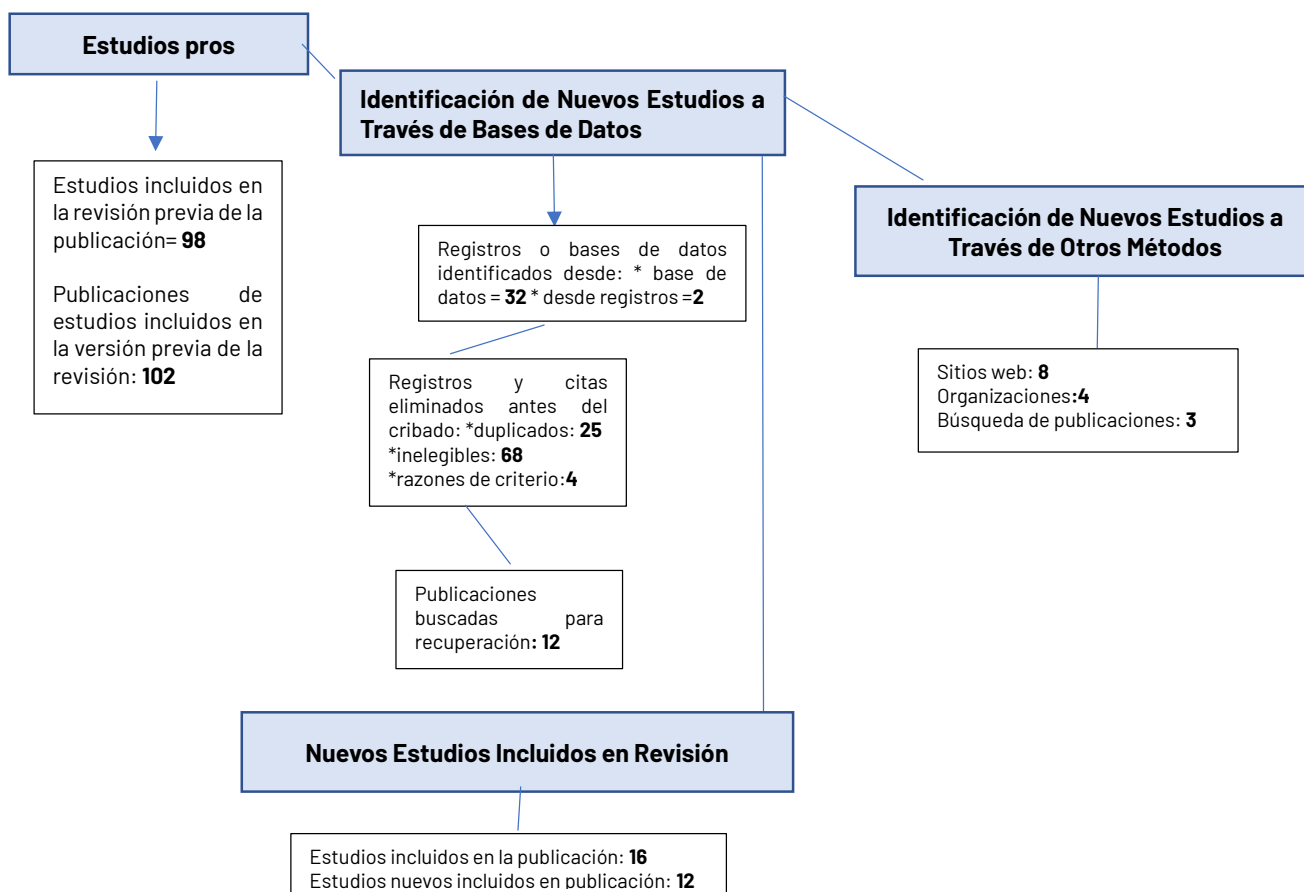 Estudios pros
Identificación de Nuevos Estudios a
Través de Bases de Datos
Estudios incluidos en
la revisión previa de la
publicación= 98
Publicaciones de
estudios incluidos en
la versión previa de la
revisión: 102
Registros o bases de datos
identificados desde: * base de
datos = 32 * desde registros =2
Identificación de Nuevos Estudios a
Través de Otros Métodos
Registros y citas
eliminados antes del
cribado: *duplicados: 25
*inelegibles: 68
*razones de criterio:4
Sitios web: 8
Organizaciones:4
Búsqueda de publicaciones: 3
Publicaciones
buscadas para
recuperación: 12
Nuevos Estudios Incluidos en Revisión
Estudios incluidos en la publicación: 16
Estudios nuevos incluidos en publicación: 12